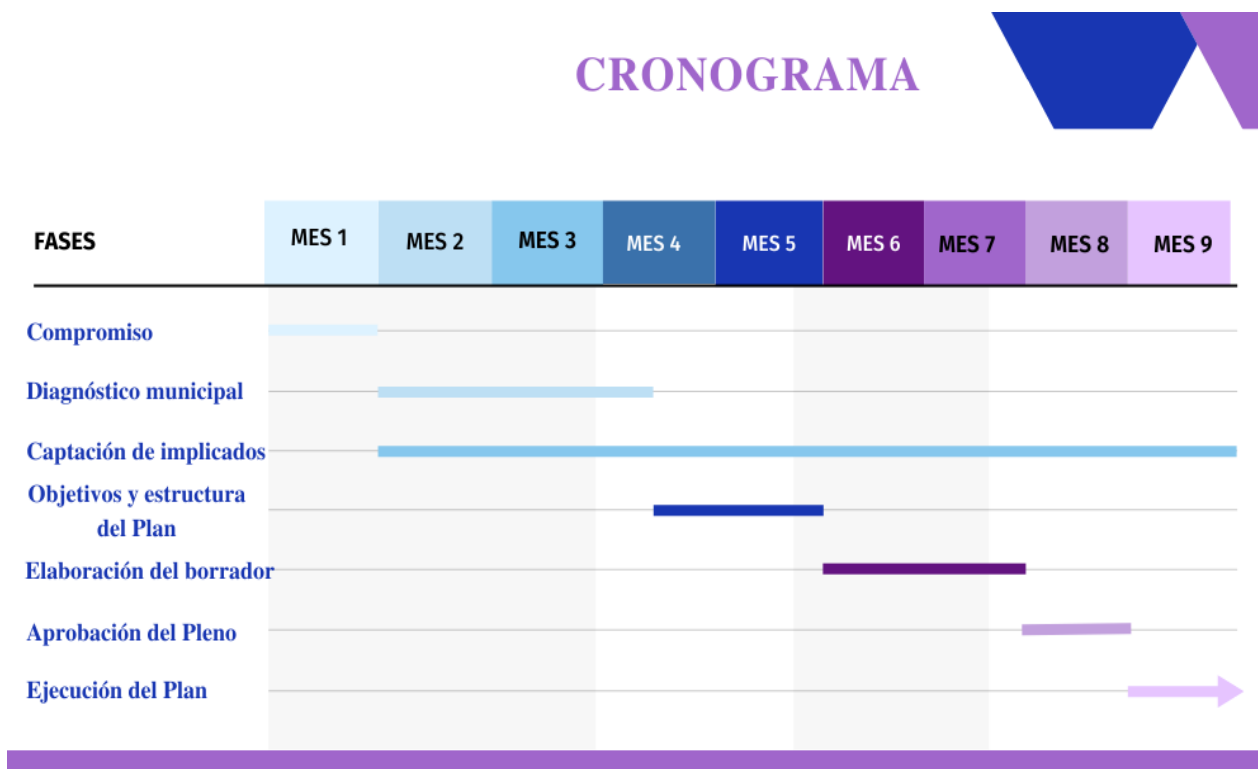 CRONOGRAMA
FASES MES 1 MES 2 MES 3 MES 4 MES 5 MES 6 MES 7 MES 8 MES 9
Compromiso
Diagnóstico municipal
Captación de implicados
Objetivos y estructura
del Plan
Elaboración del borrador
Aprobación del Pleno
Ejecución del Plan